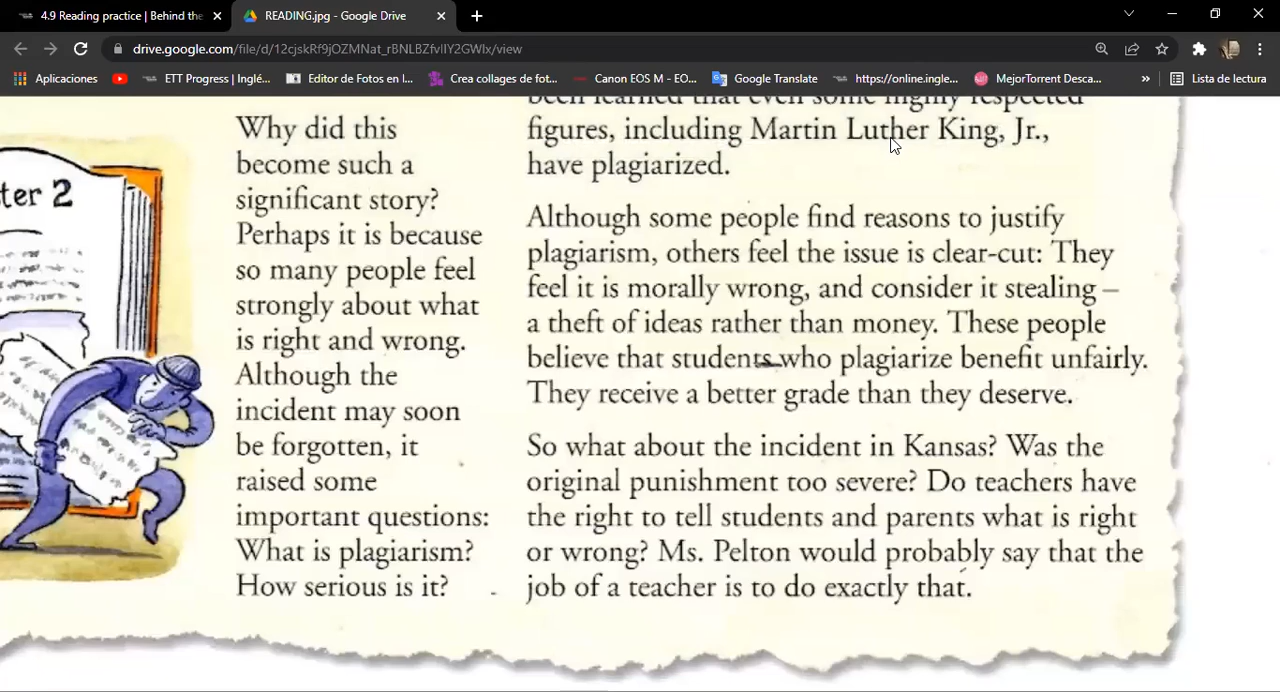 4.9 Reading practice | Behind the
READING.jpg - Google Drive
drive.google.com/file/d/12cjskRf9jOZMNat_rBNLBZfvlIY2GWlx/view
Aplicaciones
ETT Progress | Inglé...
Editor de Fotos en l...
Crea collages de fot...
Canon EOS M - EO...
Google Translate
https://online.ingle...
MejorTorrent Desca...
»
Lista de lectura
ter 2
Why did this
become such a
significant story?
Perhaps it is because
so many people feel
strongly about what
is right and wrong.
Although the
incident may soon
be forgotten, it
raised some
important questions:
What is plagiarism?
How serious is it?
been learned that even some highly respected
figures, including Martin Luther King, Jr.,
have plagiarized.
Although some people find reasons to justify
plagiarism, others feel the issue is clear-cut: They
feel it is morally wrong, and consider it stealing –
a theft of ideas rather than money. These people
believe that students who plagiarize benefit unfairly.
They receive a better grade than they deserve.
So what about the incident in Kansas? Was the
original punishment too severe? Do teachers have
the right to tell students and parents what is right
or wrong? Ms. Pelton would probably say that the
job of a teacher is to do exactly that.